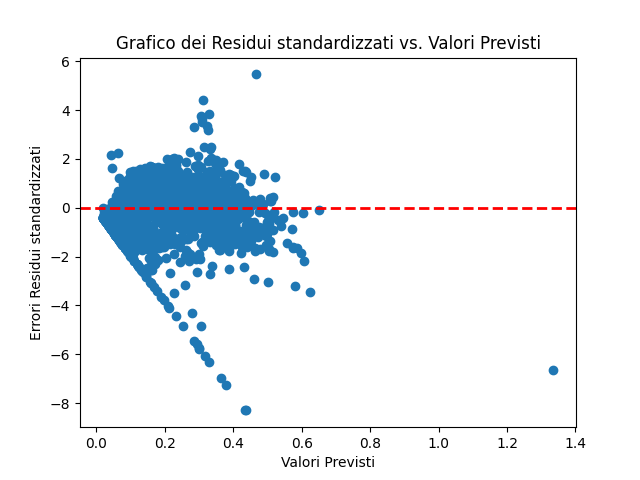 Grafico dei Residui standardizzati vs. Valori Previsti
6
4
2
0
−2
−4
−6
−8
Errori Residui standardizzati
0.0 0.2 0.4 0.6 0.8 1.0 1.2 1.4
Valori Previsti